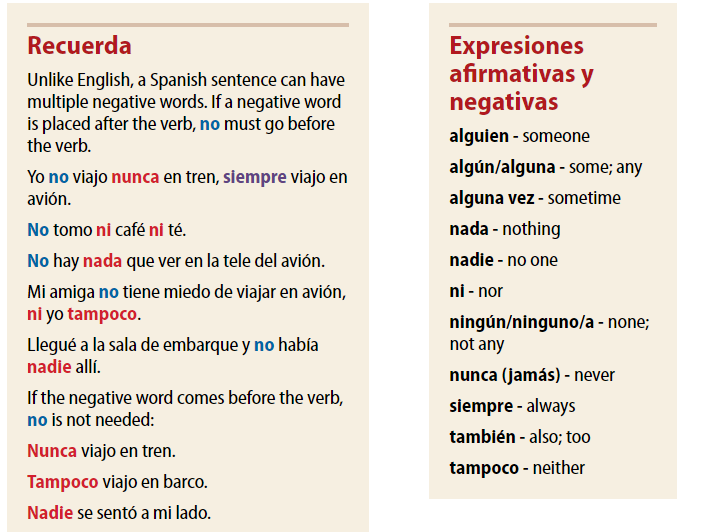 Recuerda
Unlike English, a Spanish sentence can have
multiple negative words. If a negative word
is placed after the verb, no must go before
the verb.
Yo no viajo nunca en tren, siempre viajo en
avión.
No tomo ni café ni té.
No hay nada que ver en la tele del avión.
Mi amiga no tiene miedo de viajar en avión,
ni yo tampoco.
Llegué a la sala de embarque y no había
nadie allí.
If the negative word comes before the verb,
no is not needed:
Nunca viajo en tren.
Tampoco viajo en barco.
Nadie se sentó a mi lado.
Expresiones
afirmativas y
negativas
alguien - someone
algún/alguna - some; any
alguna vez - sometime
nada - nothing
nadie - no one
ni - nor
ningún/ninguno/a - none;
not any
nunca (jamás) - never
siempre - always
también - also; too
tampoco - neither